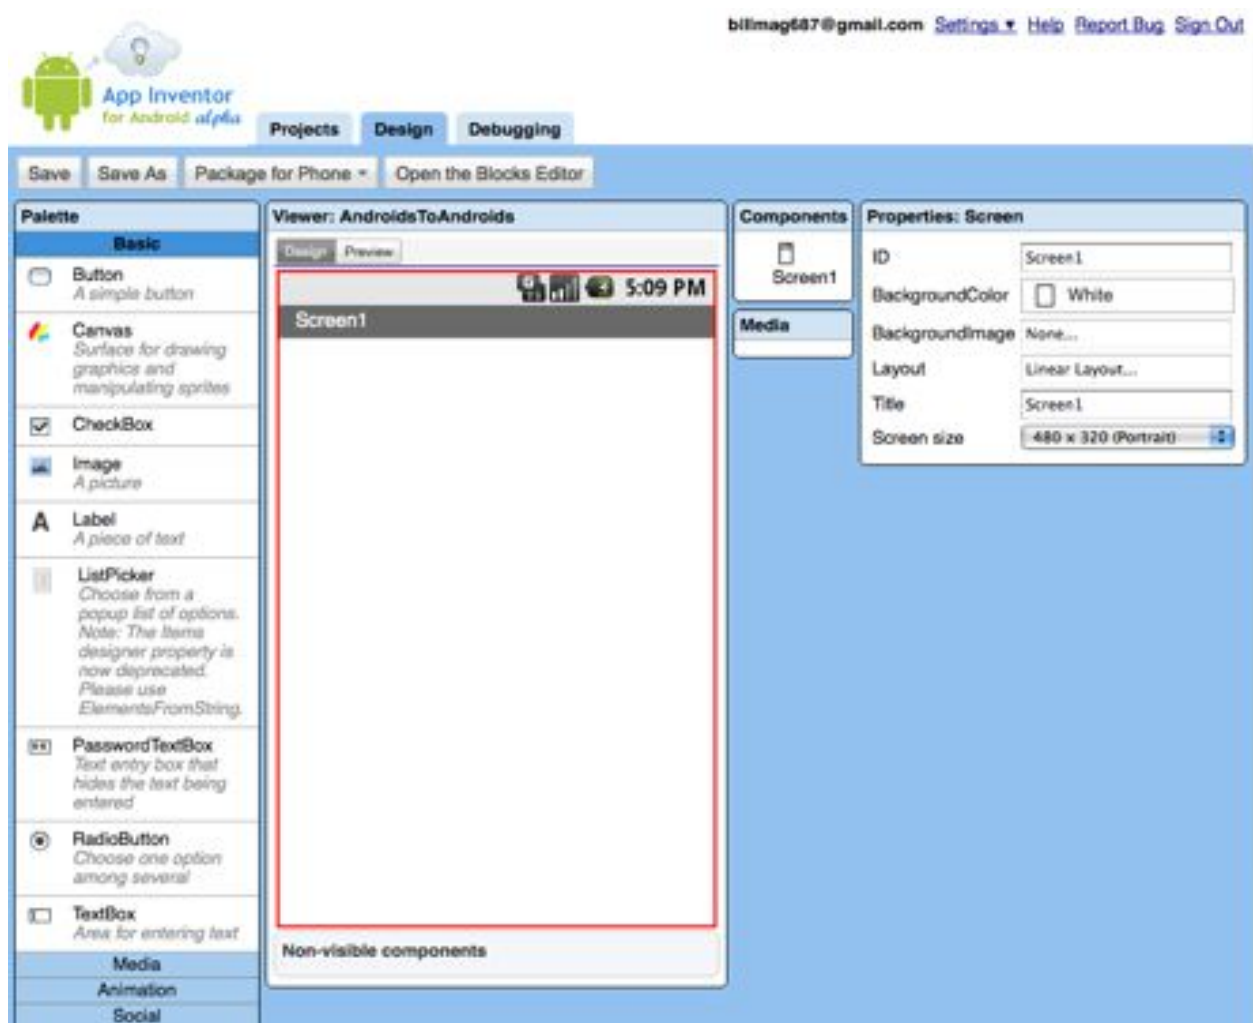 billmag687@gmail.com Settings ▼ Help Report Bug Sign Out
App Inventor
for Android alpha
Projects Design Debugging
Save Save As Package for Phone Open the Blocks Editor
Palette
Basic
Button
A simple button
Canvas
Surface for drawing
graphics and
manipulating sprites
CheckBox
Image
A picture
Label
A piece of text
ListPicker
Choose from a
popup list of options.
Note: The Items
designer property is
now deprecated.
Please use
ElementsFromString.
PasswordTextBox
Text entry box that
hides the text being
entered
RadioButton
Choose one option
among several
TextBox
Area for entering text
Media
Animation
Social
Viewer: AndroidsToAndroids
Design Preview
5:09 PM
Screen1
Non-visible components
Components
Screen1
Media
Properties: Screen
ID Screen1
BackgroundColor White
BackgroundImage None...
Layout Linear Layout...
Title Screen1
Screen size 480 x 320 (Portrait)